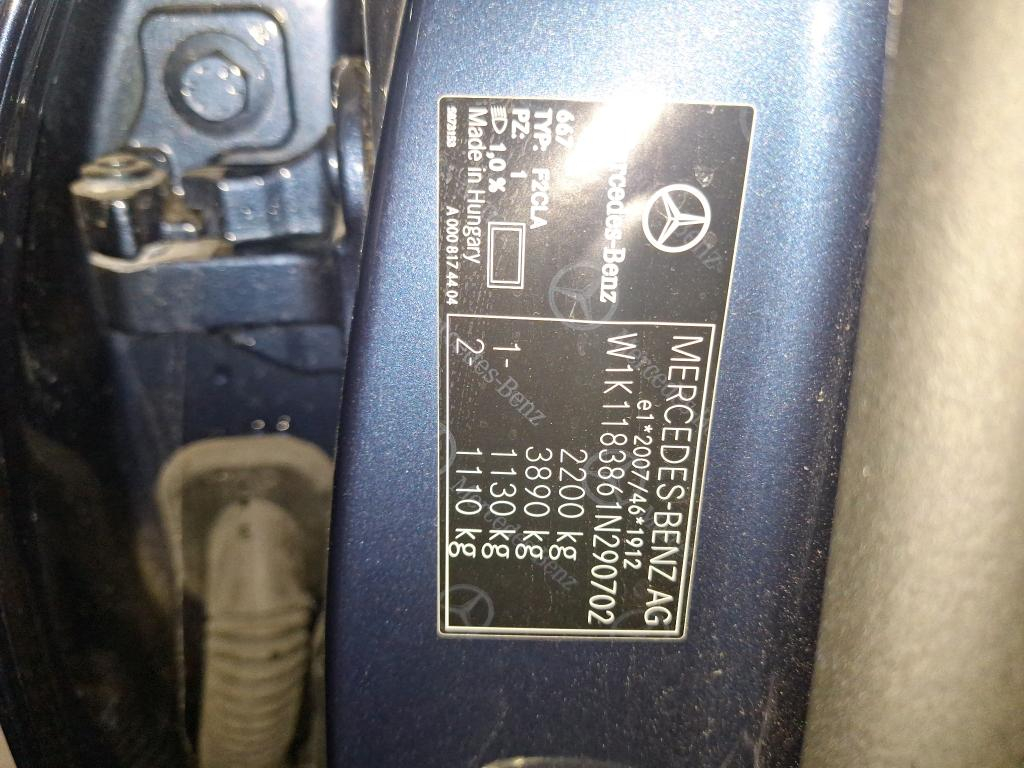 Mercedes-Benz
667
TYP: F2CLA
PZ: 1
1,0 %
Made in Hungary
A 000 817 44 04
MERCEDES-BENZ AG
e1*2007/46*1912
W1K1183861N290702
2200 kg
3890 kg
1- 1130 kg
2 1110 kg